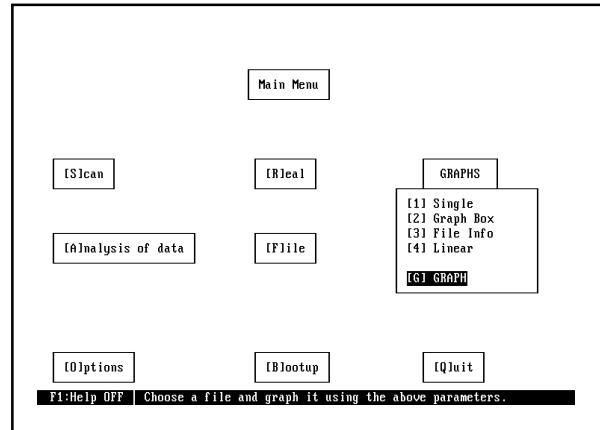 Main Menu
[S]can
[R]eal
GRAPHS
[1] Single
[2] Graph Box
[3] File Info
[4] Linear
[G] GRAPH
[A]nalysis of data
[F]ile
[O]ptions
[B]ootup
[Q]uit
F1:Help OFF | Choose a file and graph it using the above parameters.